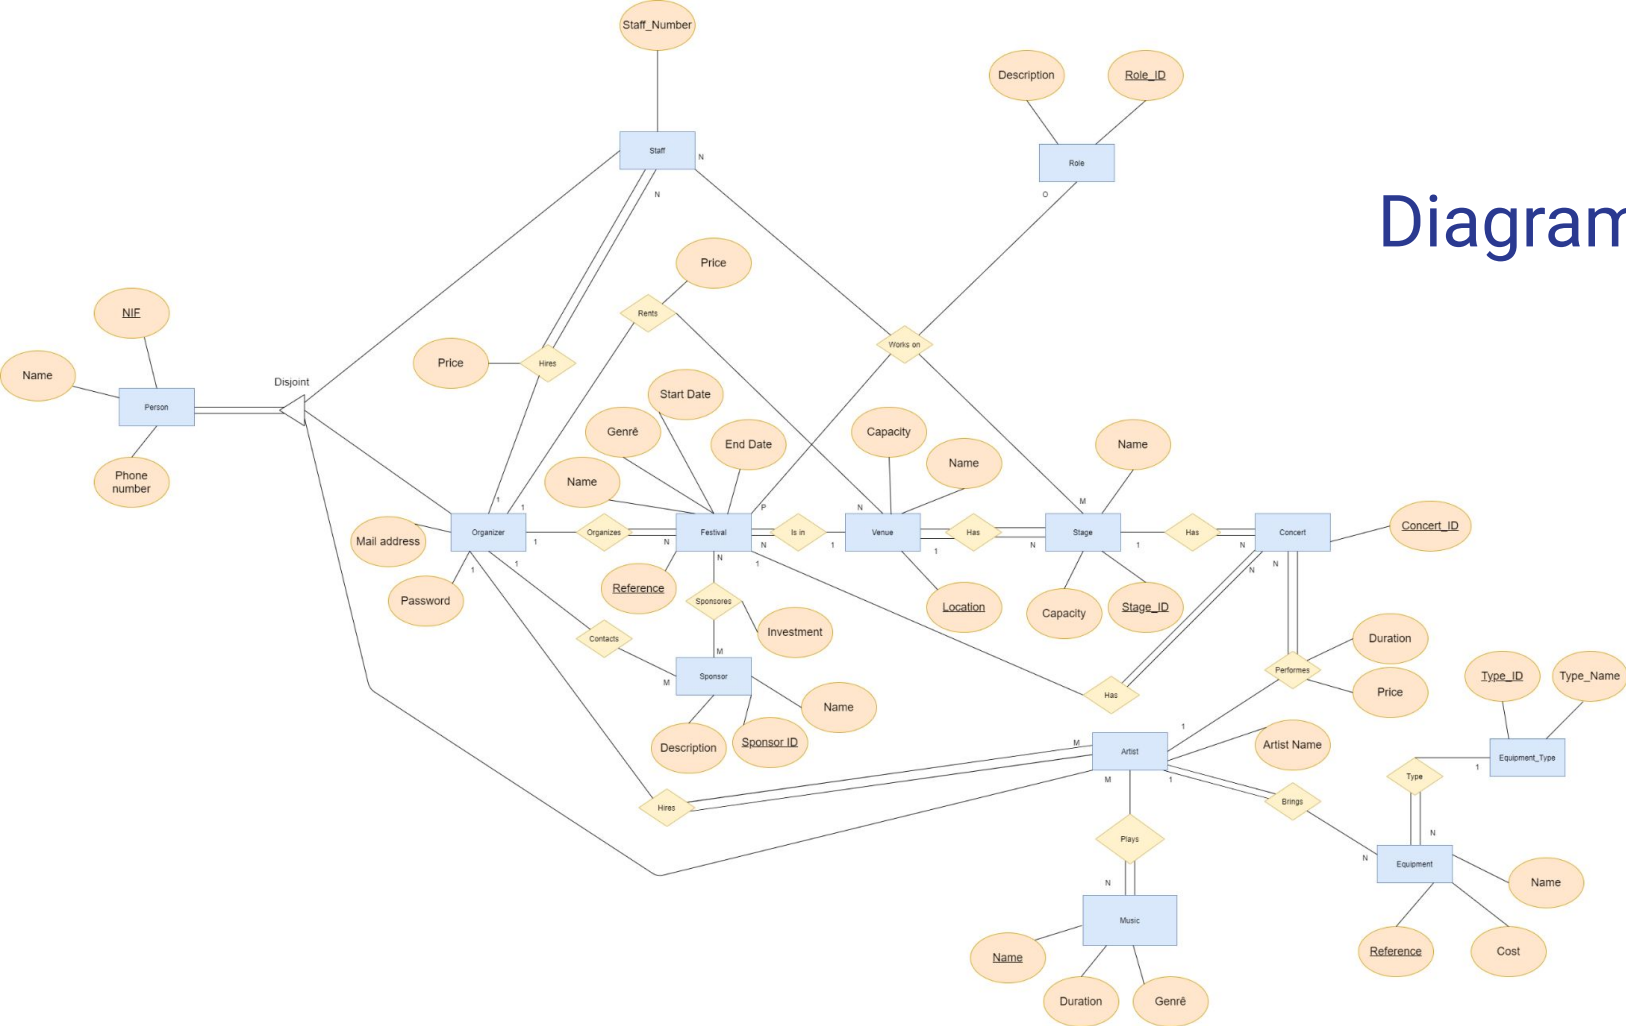 Staff_Number
Description
Role_ID
Staff
N
Role
N
O
Diagram
Price
NIF
Rents
Works on
Price
Hires
Name
Disjoint
Start Date
Person
Genrê
Capacity
End Date
Name
Name
Phone
number
Name
1
1
P
N
M
Mail address
Organizer
1
Organizes
N
Festival
N
Is in
1
Venue
1
Has
N
Stage
1
Has
N
Concert
Concert_ID
1
1
N
1
N
N
Password
Reference
Sponsores
Location
Capacity
Stage_ID
Investment
Contacts
Duration
M
M
Sponsor
Performes
Type_ID
Type_Name
Has
Price
Name
Description
Sponsor ID
1
M
Artist
Artist Name
M
1
Equipment_Type
1
Type
Hires
Brings
Plays
N
N
Equipment
N
Name
Music
Name
Reference
Cost
Duration
Genrê